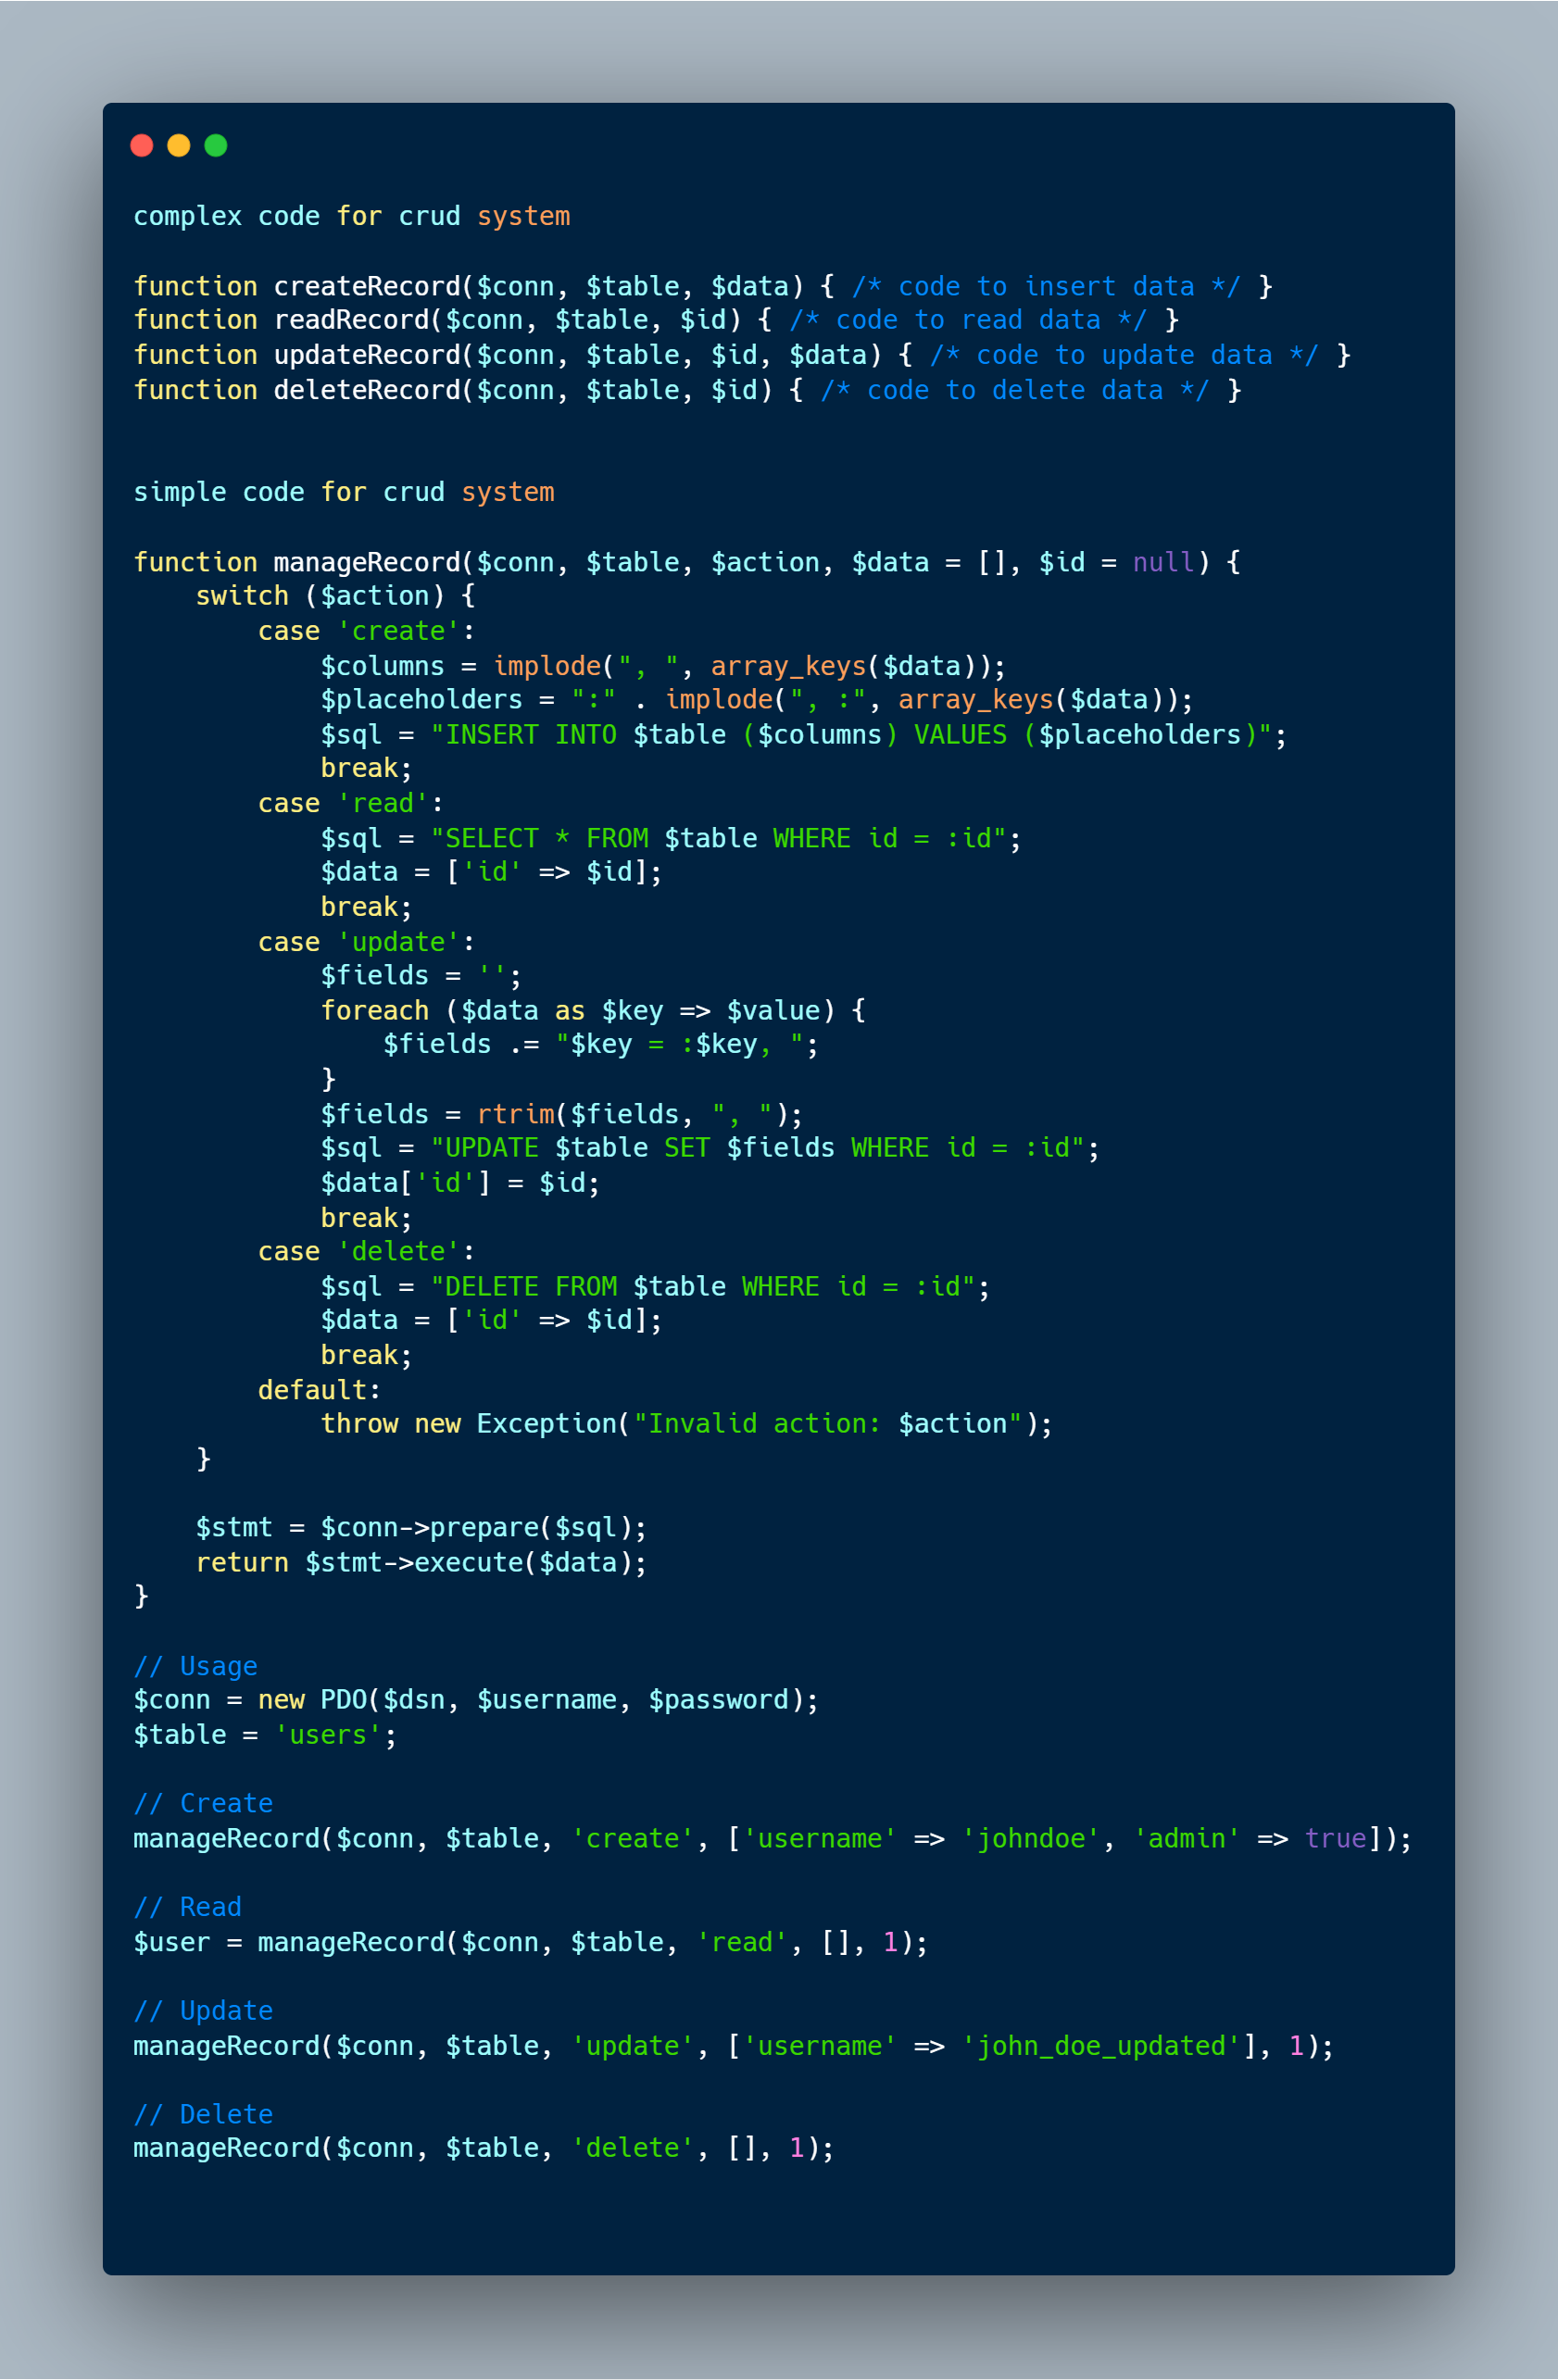 complex code for crud system

function createRecord($conn, $table, $data) { /* code to insert data */ }
function readRecord($conn, $table, $id) { /* code to read data */ }
function updateRecord($conn, $table, $id, $data) { /* code to update data */ }
function deleteRecord($conn, $table, $id) { /* code to delete data */ }


simple code for crud system

function manageRecord($conn, $table, $action, $data = [], $id = null) {
    switch ($action) {
        case 'create':
            $columns = implode(", ", array_keys($data));
            $placeholders = ":" . implode(", :", array_keys($data));
            $sql = "INSERT INTO $table ($columns) VALUES ($placeholders)";
            break;
        case 'read':
            $sql = "SELECT * FROM $table WHERE id = :id";
            $data = ['id' => $id];
            break;
        case 'update':
            $fields = '';
            foreach ($data as $key => $value) {
                $fields .= "$key = :$key, ";
            }
            $fields = rtrim($fields, ", ");
            $sql = "UPDATE $table SET $fields WHERE id = :id";
            $data['id'] = $id;
            break;
        case 'delete':
            $sql = "DELETE FROM $table WHERE id = :id";
            $data = ['id' => $id];
            break;
        default:
            throw new Exception("Invalid action: $action");
    }

    $stmt = $conn->prepare($sql);
    return $stmt->execute($data);
}

// Usage
$conn = new PDO($dsn, $username, $password);
$table = 'users';

// Create
manageRecord($conn, $table, 'create', ['username' => 'johndoe', 'admin' => true]);

// Read
$user = manageRecord($conn, $table, 'read', [], 1);

// Update
manageRecord($conn, $table, 'update', ['username' => 'john_doe_updated'], 1);

// Delete
manageRecord($conn, $table, 'delete', [], 1);